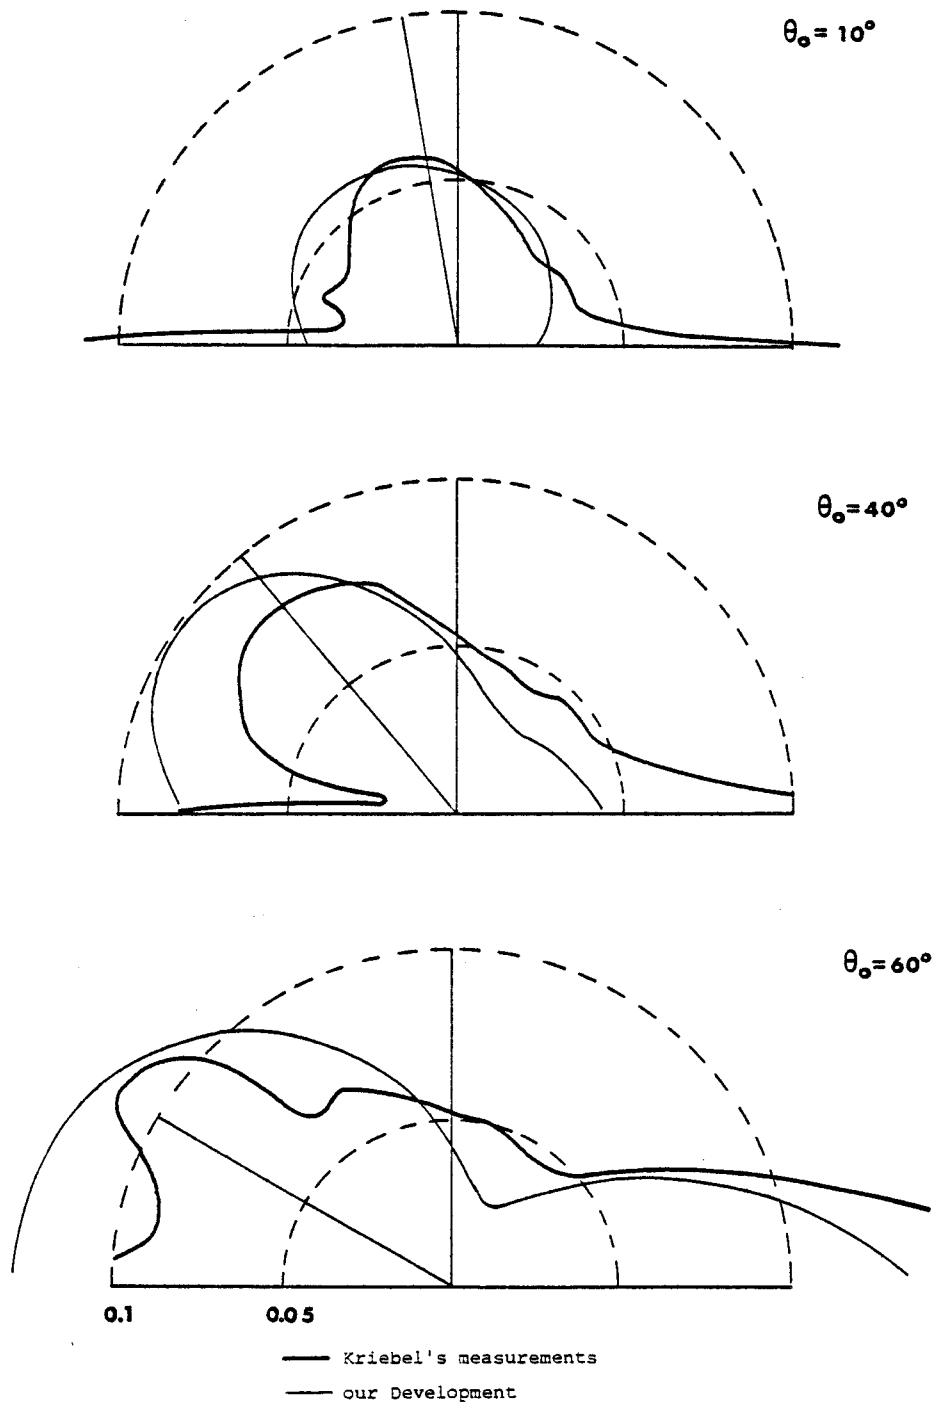 θₒ= 10°
θₒ=40°
θₒ=60°
0.1 0.05
Kriebel's measurements
our Development